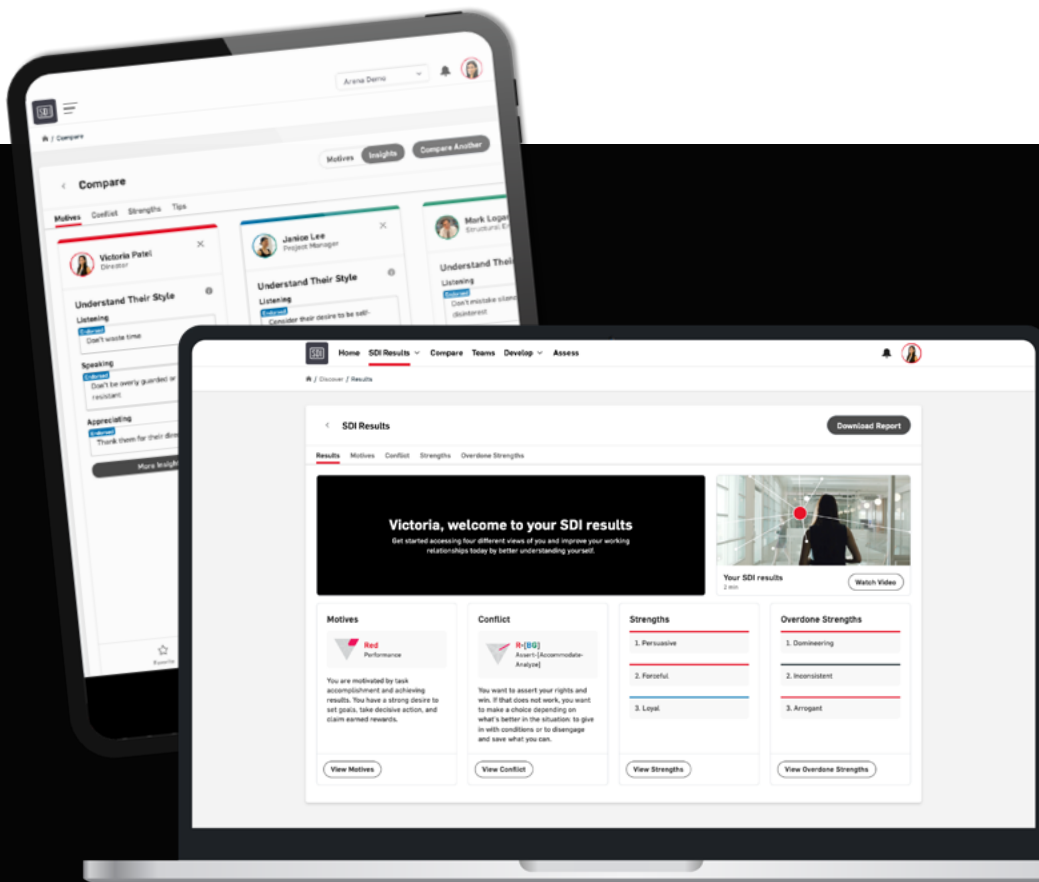 Arena Demo
SDI
/ Compare
Motives Insights Compare Another
Compare
Motives Conflict Strengths Tips
Victoria Patel
Director
Understand Their Style
Listening
Endorsed
Don't waste time
Speaking
Endorsed
Don't be overly guarded or
resistant
Appreciating
Endorsed
Thank them for their
More
Favorite
Janice Lee
Project Manager
Understand Their Style
Listening
Endorsed
Consider their desire to be self-
Mark
Structural
Understand
Listening
Endorsed
Don't mistake
disinterest
SDI Home SDI Results Compare Teams Develop Assess
/ Discover / Results
SDI Results
Download Report
Results Motives Conflict Strengths Overdone Strengths
Victoria, welcome to your SDI results
Get started accessing four different views of you and improve your working
relationships today by better understanding yourself.
Your SDI results
2 min
Watch Video
Motives
Red
Performance
You are motivated by task
accomplishment and achieving
results. You have a strong desire to
set goals, take decisive action, and
claim earned rewards.
View Motives
Conflict
R-[BG]
Assert-[Accommodate-
Analyze]
You want to assert your rights and
win. If that does not work, you want
to make a choice depending on
what's better in the situation: to give
in with conditions or to disengage
and save what you can.
View Conflict
Strengths
1. Persuasive
2. Forceful
3. Loyal
View Strengths
Overdone Strengths
1. Domineering
2. Inconsistent
3. Arrogant
View Overdone Strengths